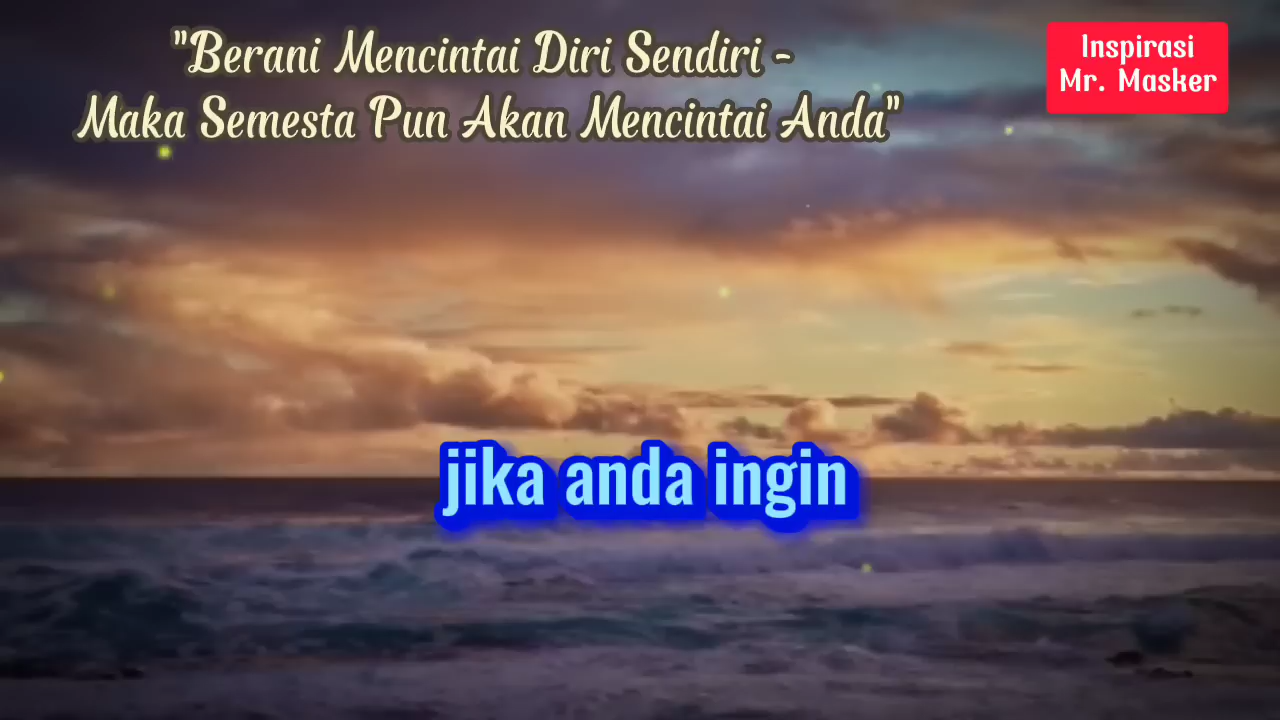 "Berani Mencintai Diri Sendiri -
Maka Semesta Pun Akan Mencintai Anda"
Inspirasi
Mr. Masker
jika anda ingin